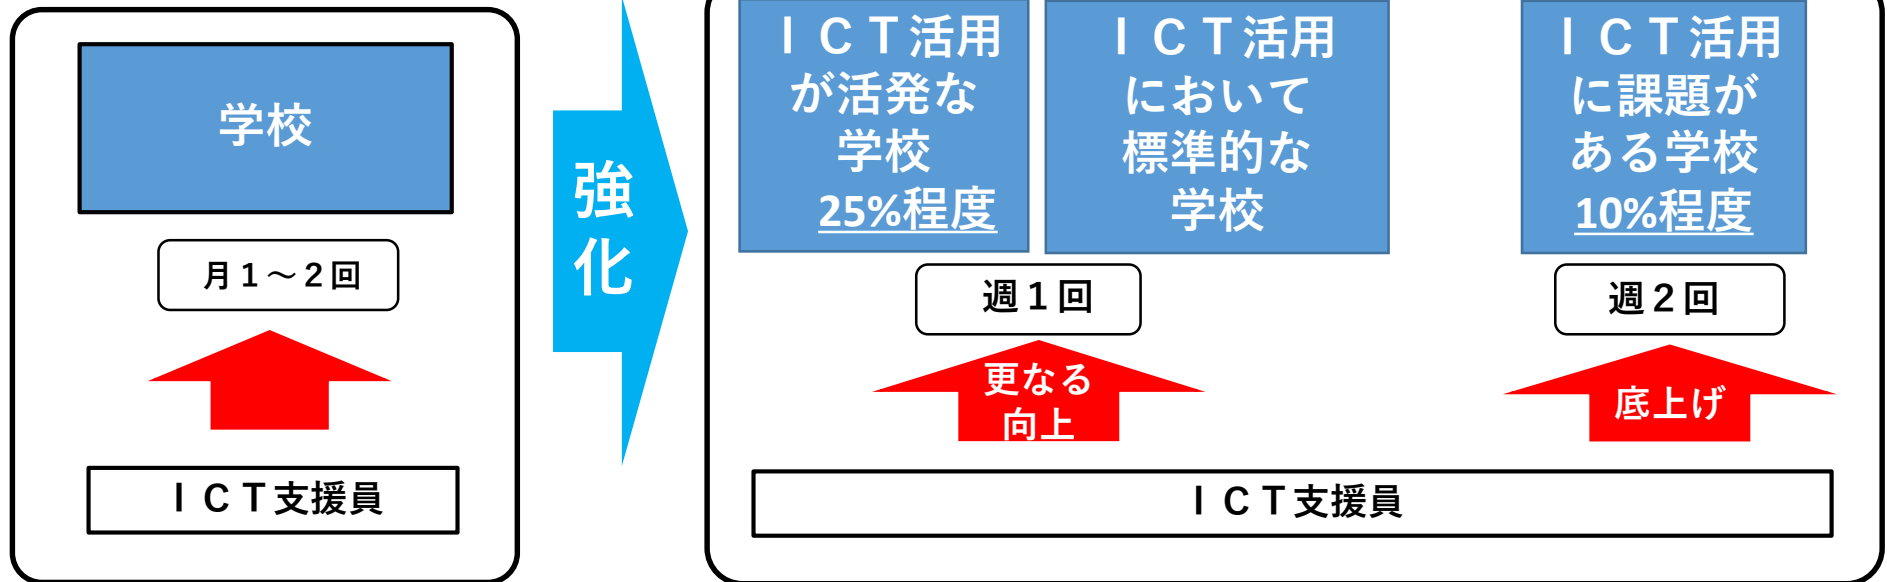 学校
月１～２回
ＩＣＴ支援員
強
化
ＩＣＴ活用
が活発な
学校
25%程度
ＩＣＴ活用
において
標準的な
学校
ＩＣＴ活用
に課題が
ある学校
10%程度
週１回
週２回
更なる
向上
底上げ
ＩＣＴ支援員